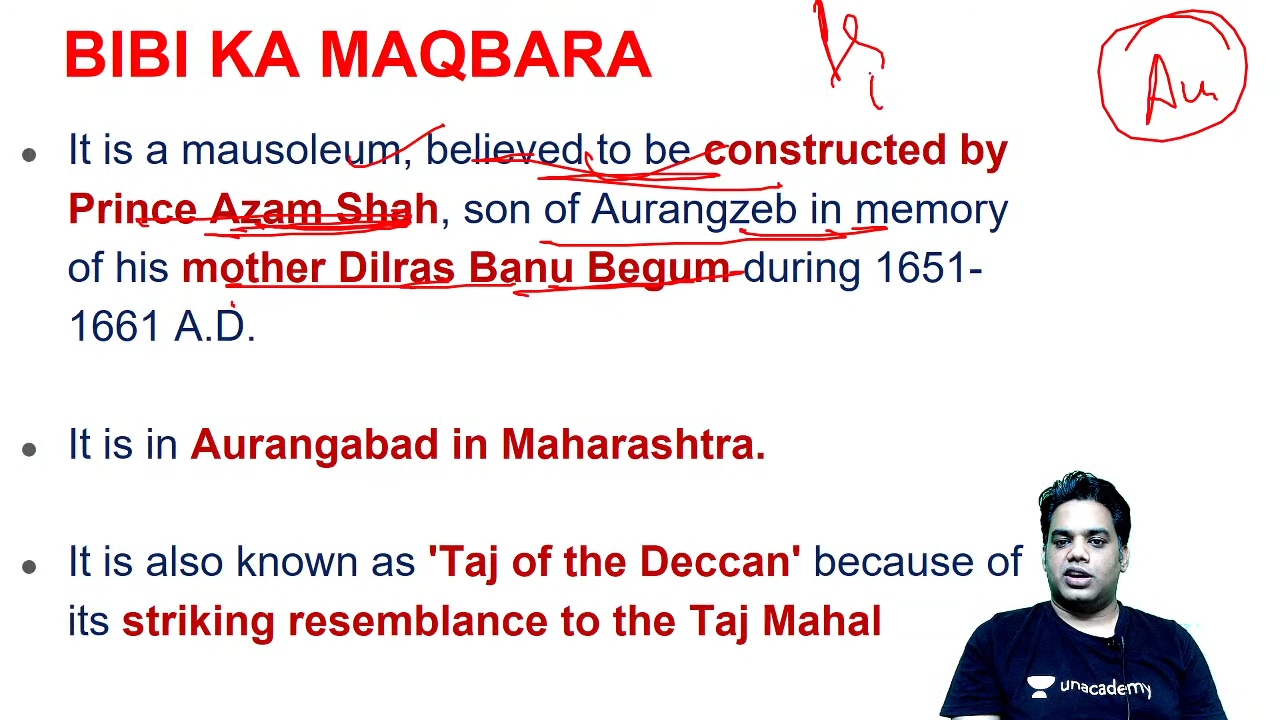 BIBI KA MAQBARA
Au
It is a mausoleum, believed to be constructed by
Prince Azam Shah, son of Aurangzeb in memory
of his mother Dilras Banu Begum during 1651-
1661 A.D.
It is in Aurangabad in Maharashtra.
It is also known as 'Taj of the Deccan' because of
its striking resemblance to the Taj Mahal
unacademy